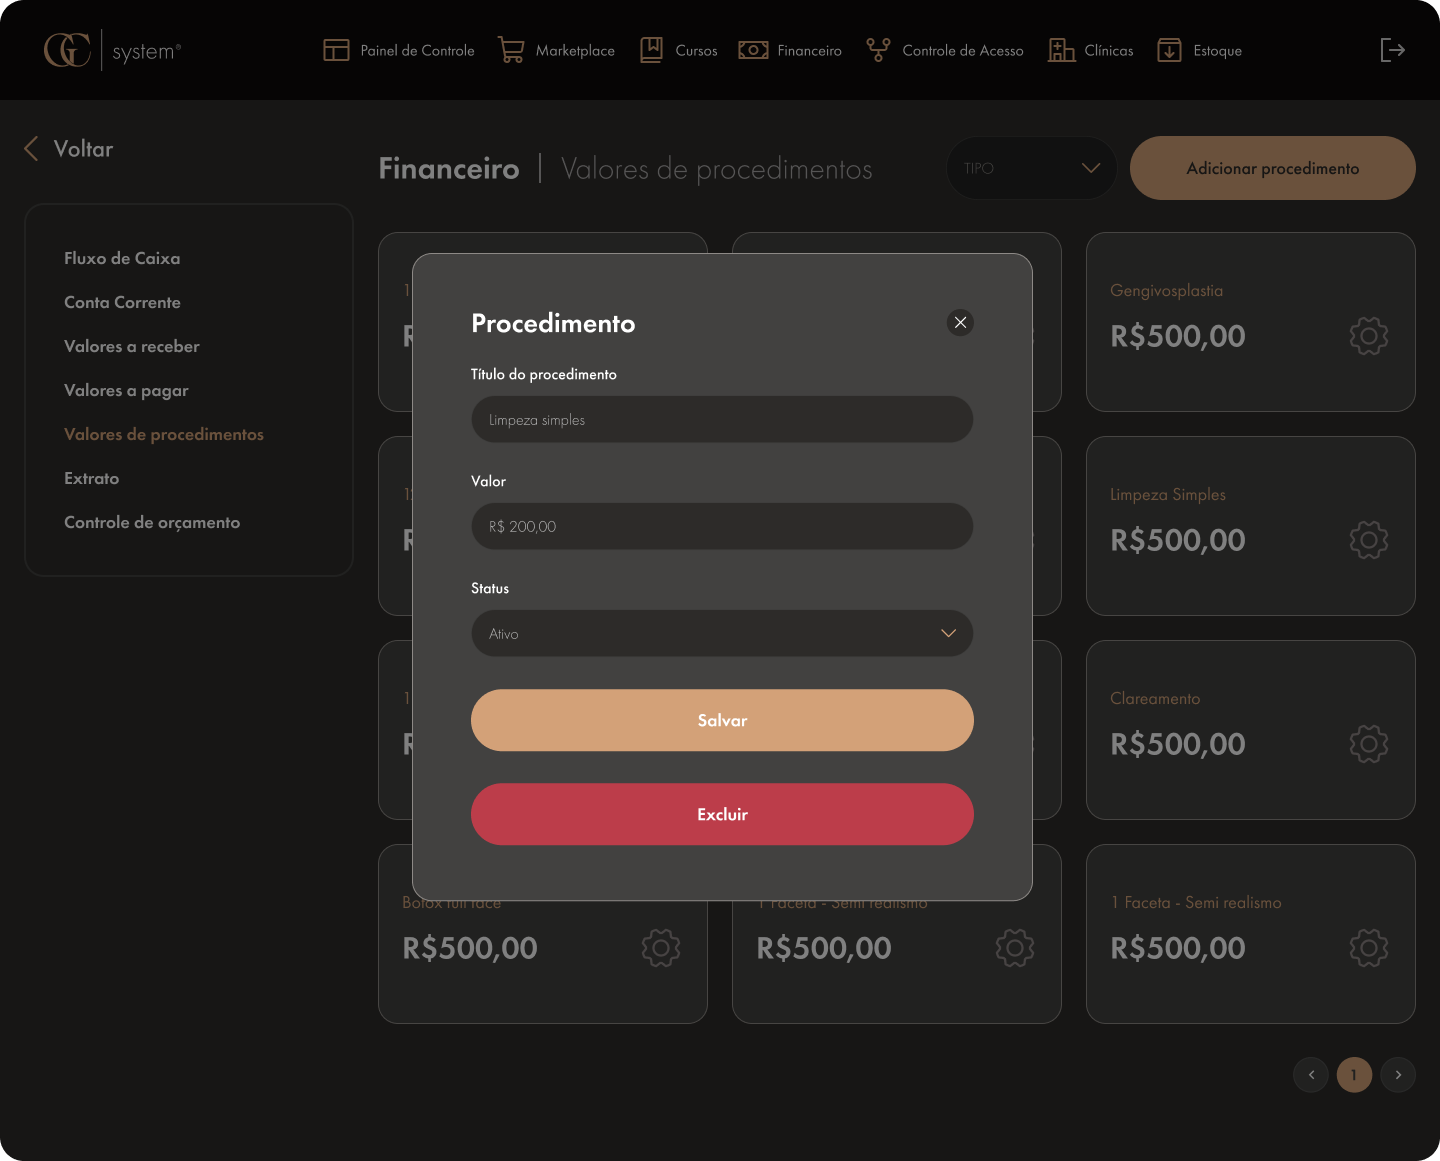 GC system®
Painel de Controle
Marketplace
Cursos
Financeiro
Controle de Acesso
Clínicas
Estoque
Voltar
Financeiro | Valores de procedimentos
TIPO
Adicionar procedimento
Fluxo de Caixa
Conta Corrente
Valores a receber
Valores a pagar
Valores de procedimentos
Extrato
Controle de orçamento
Procedimento
Título do procedimento
Limpeza simples
Valor
R$ 200,00
Status
Ativo
Salvar
Excluir
Gengivosplastia
R$500,00
Limpeza Simples
R$500,00
Clareamento
R$500,00
Botox full face
R$500,00
1 Faceta - Semi realismo
R$500,00
1 Faceta - Semi realismo
R$500,00
1